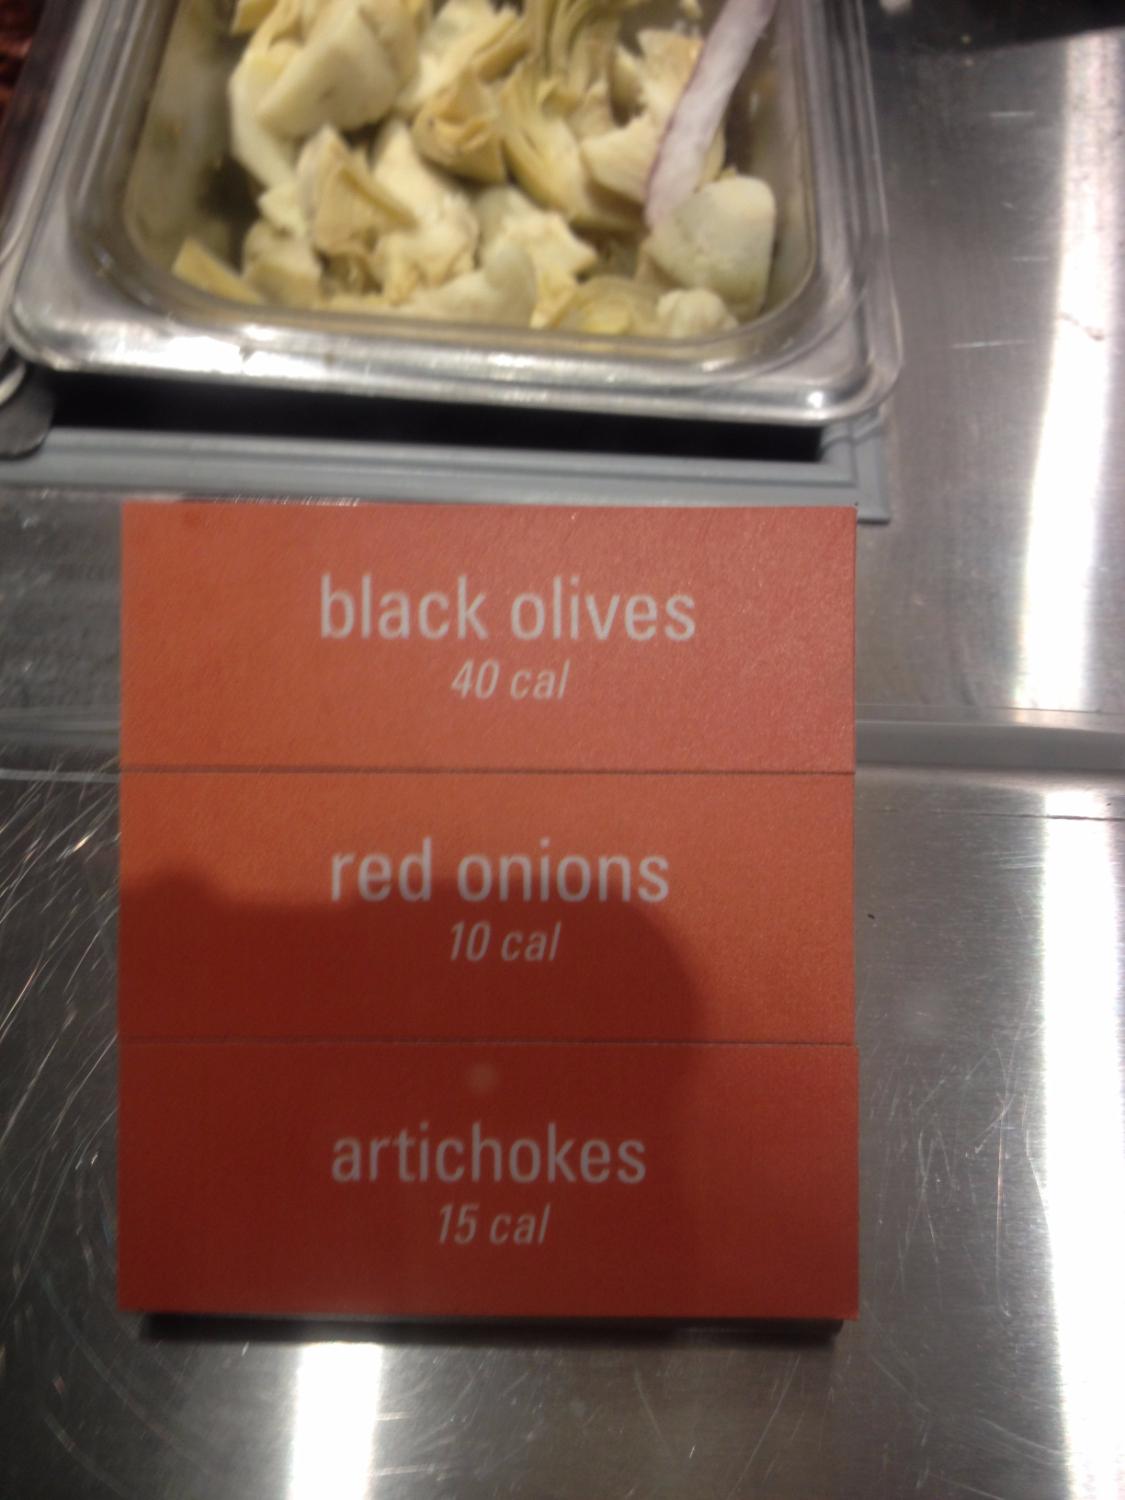 black olives
40 cal
red onions
10 cal
artichokes
15 cal